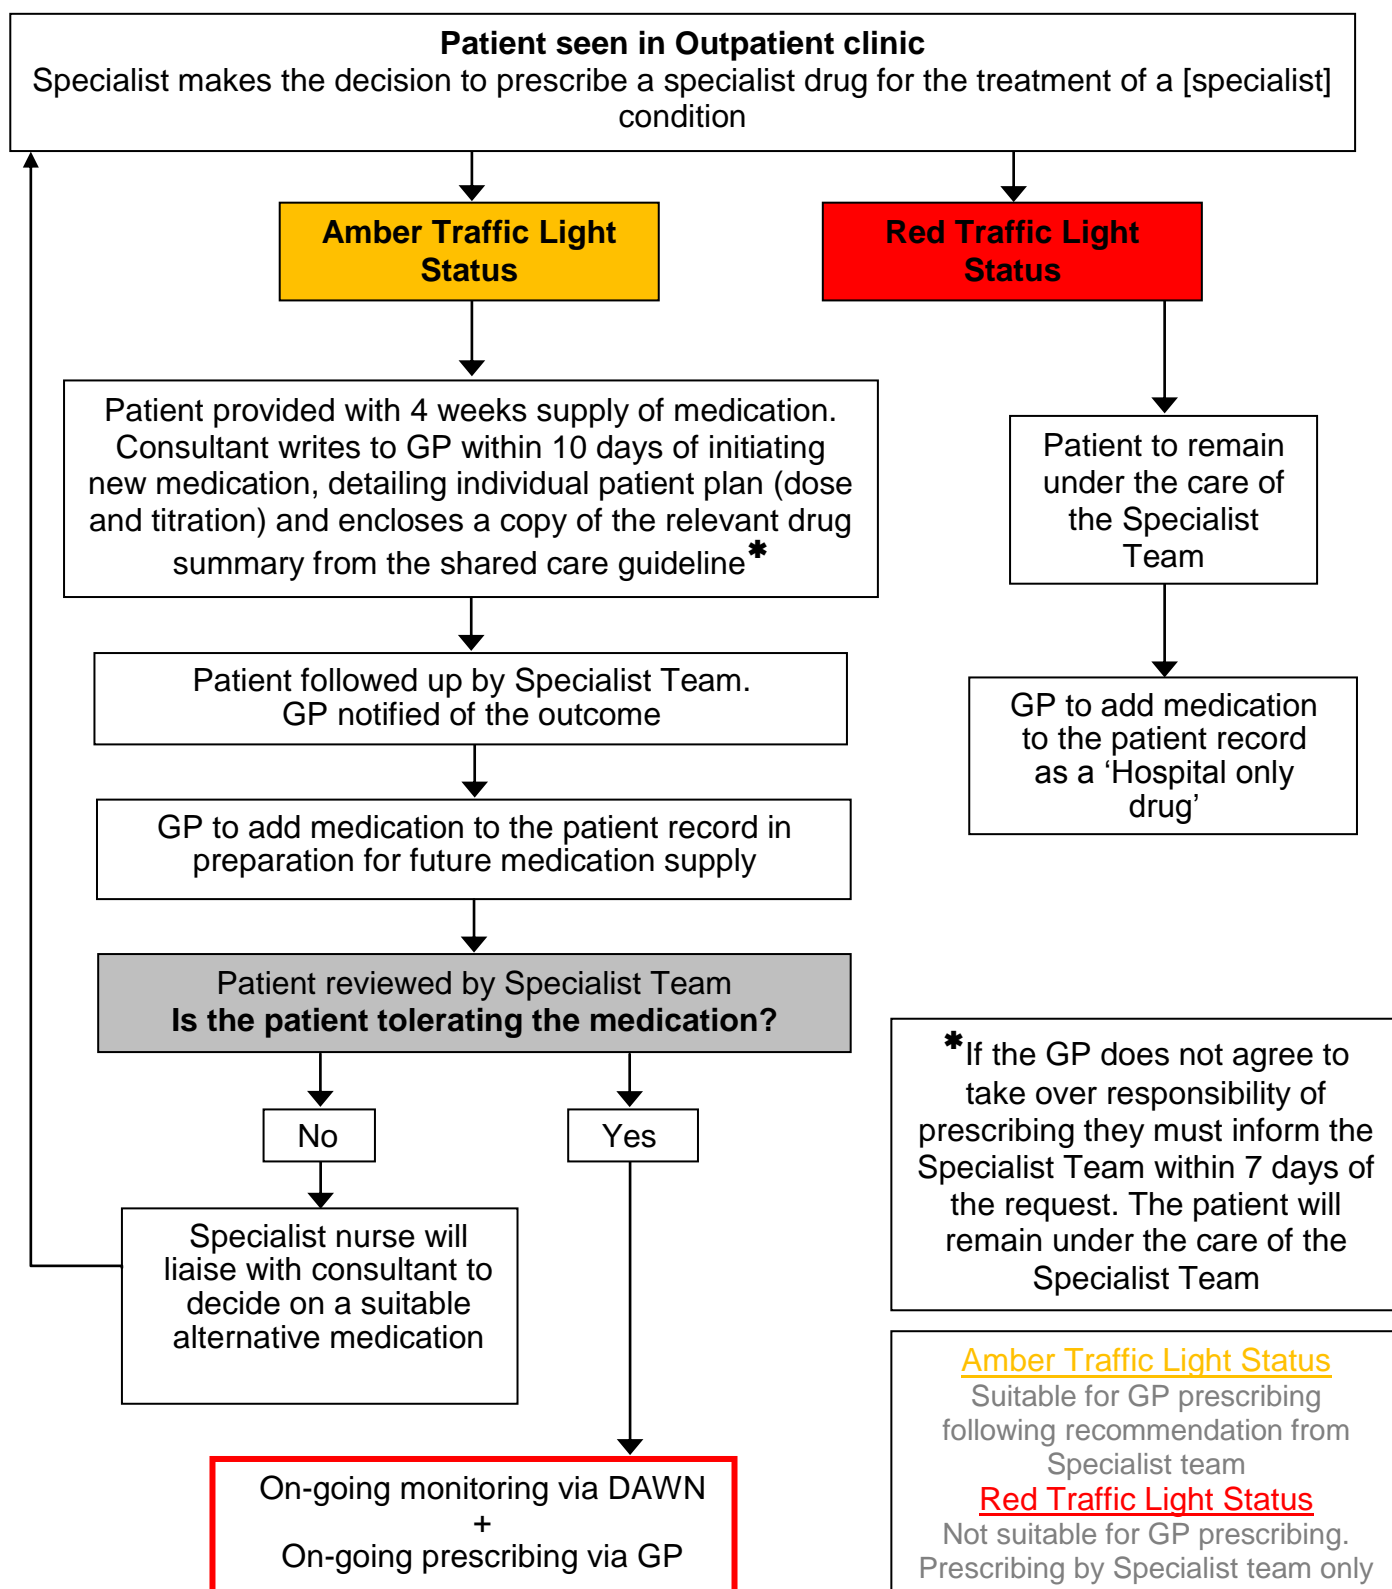 Patient seen in Outpatient clinic
Specialist makes the decision to prescribe a specialist drug for the treatment of a [specialist]
condition
Amber Traffic Light
Status
Red Traffic Light
Status
Patient provided with 4 weeks supply of medication.
Consultant writes to GP within 10 days of initiating
new medication, detailing individual patient plan (dose
and titration) and encloses a copy of the relevant drug
summary from the shared care guideline*
Patient to remain
under the care of
the Specialist
Team
Patient followed up by Specialist Team.
GP notified of the outcome
GP to add medication
to the patient record
as a ‘Hospital only
drug’
GP to add medication to the patient record in
preparation for future medication supply
Patient reviewed by Specialist Team
Is the patient tolerating the medication?
No
Yes
Specialist nurse will
liaise with consultant to
decide on a suitable
alternative medication
*If the GP does not agree to
take over responsibility of
prescribing they must inform the
Specialist Team within 7 days of
the request. The patient will
remain under the care of the
Specialist Team
On-going monitoring via DAWN
+
On-going prescribing via GP
Amber Traffic Light Status
Suitable for GP prescribing
following recommendation from
Specialist team
Red Traffic Light Status
Not suitable for GP prescribing.
Prescribing by Specialist team only